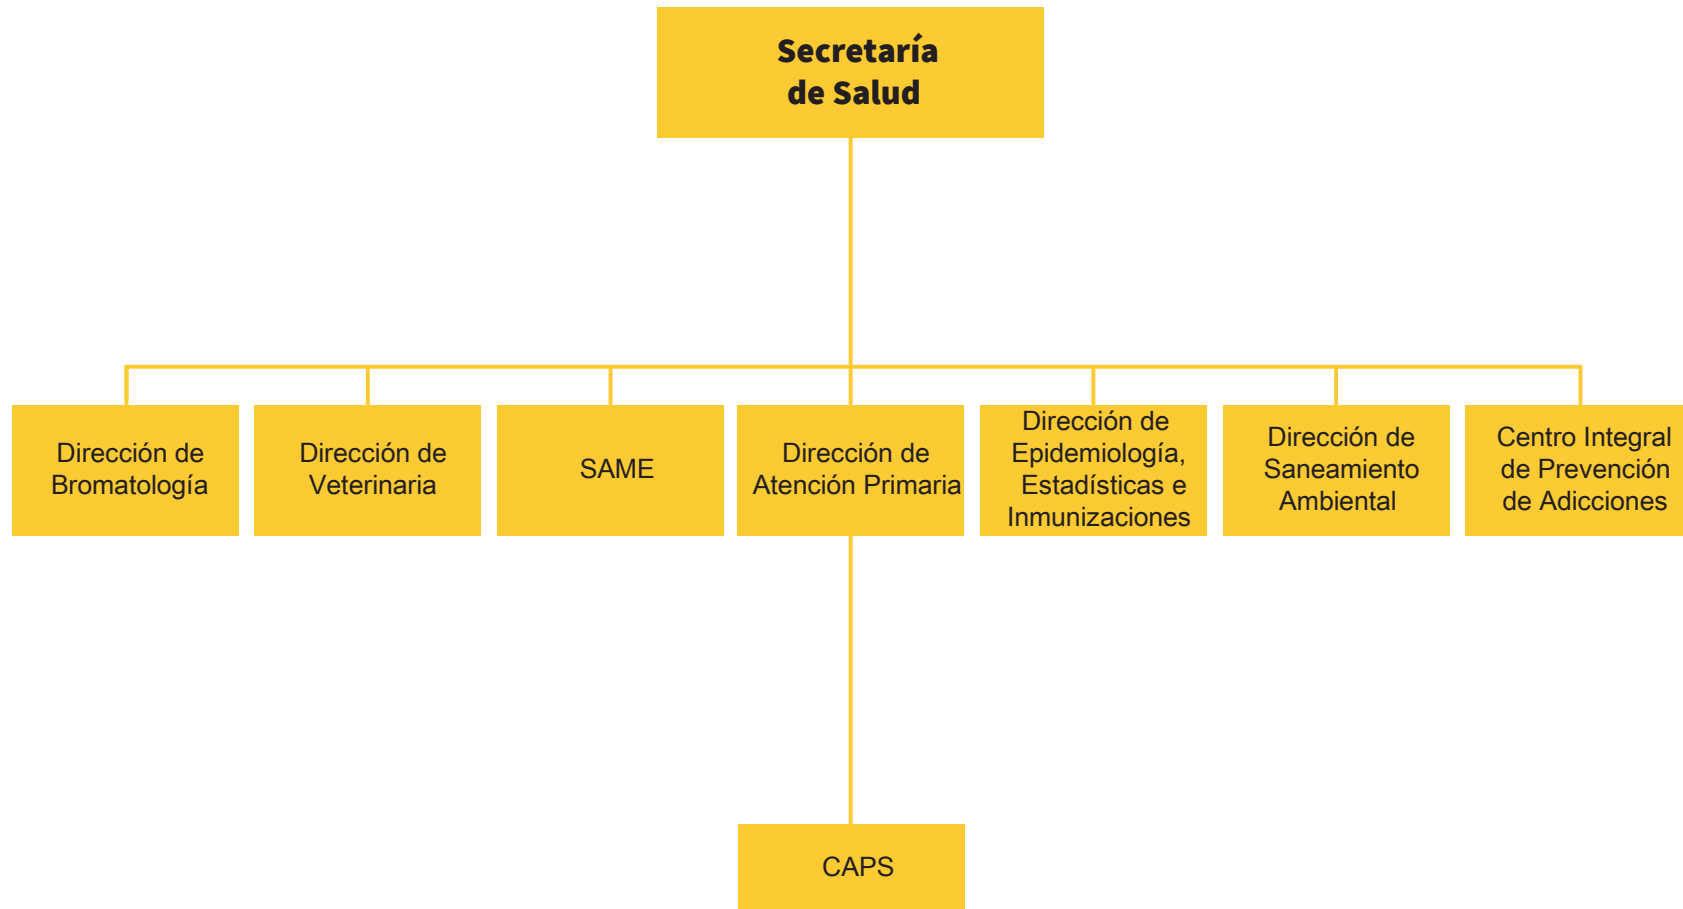 Secretaría
de Salud
Dirección de
Bromatología
Dirección de
Veterinaria
SAME
Dirección de
Atención Primaria
Dirección de
Epidemiología,
Estadísticas e
Inmunizaciones
Dirección de
Saneamiento
Ambiental
Centro Integral
de Prevención
de Adicciones
CAPS